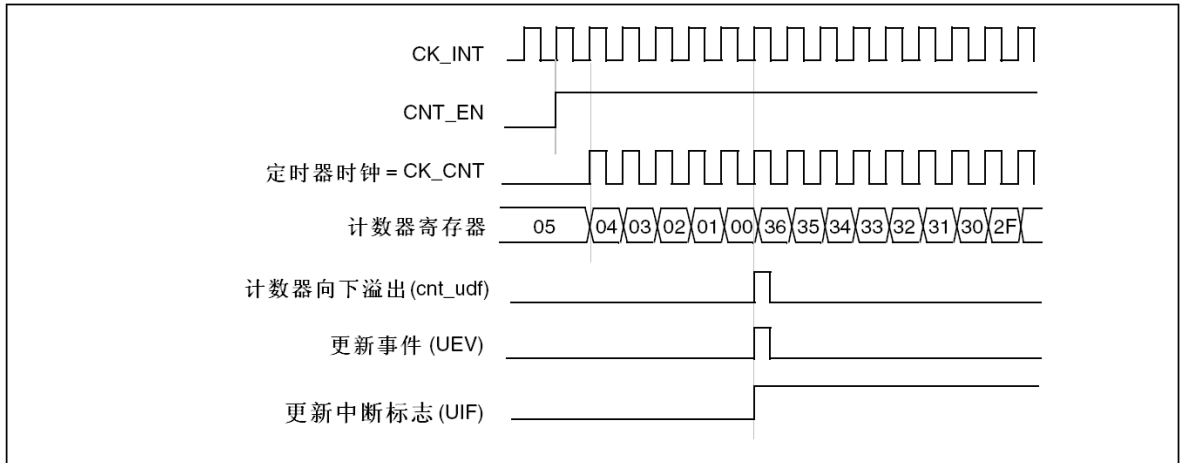 CK_INT
CNT_EN
定时器时钟 = CK_CNT
计数器寄存器 05 04 03 02 01 00 36 35 34 33 32 31 30 2F
计数器向下溢出(cnt_udf)
更新事件 (UEV)
更新中断标志(UIF)